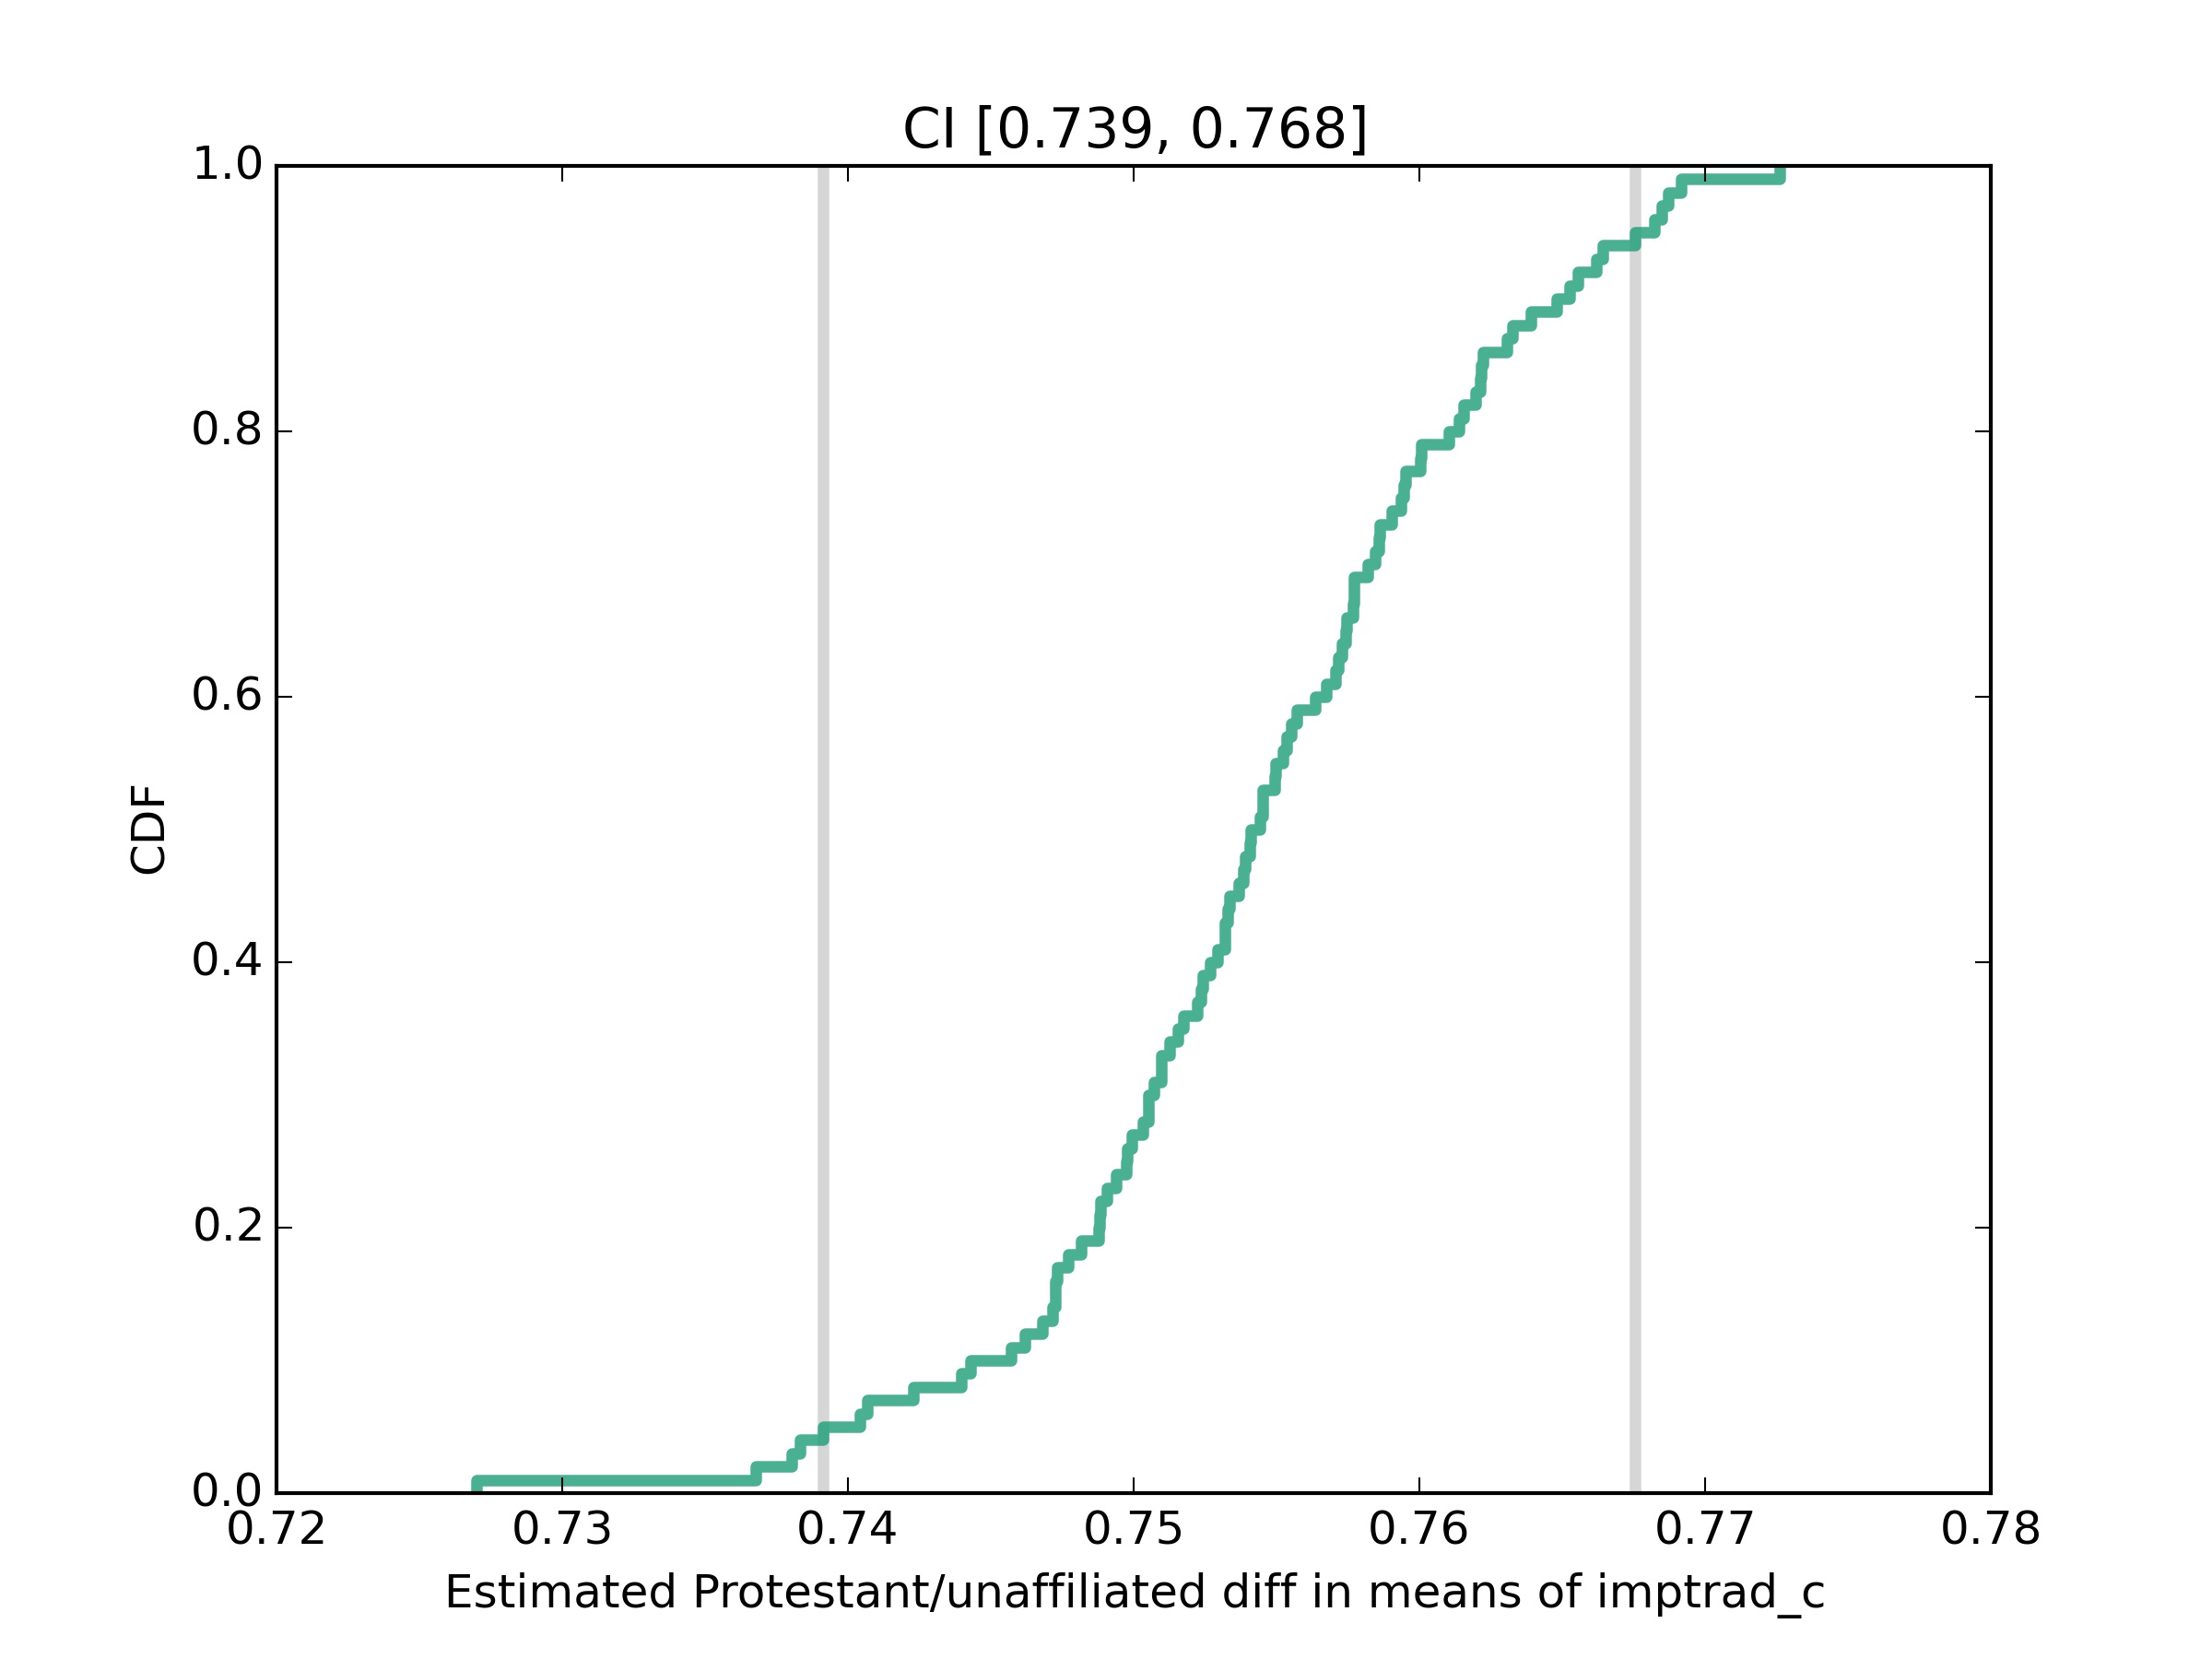 CI [0.739, 0.768]
1.0
0.8
0.6
0.4
0.2
0.0
CDF
0.72 0.73 0.74 0.75 0.76 0.77 0.78
Estimated Protestant/unaffiliated diff in means of imptrad_c